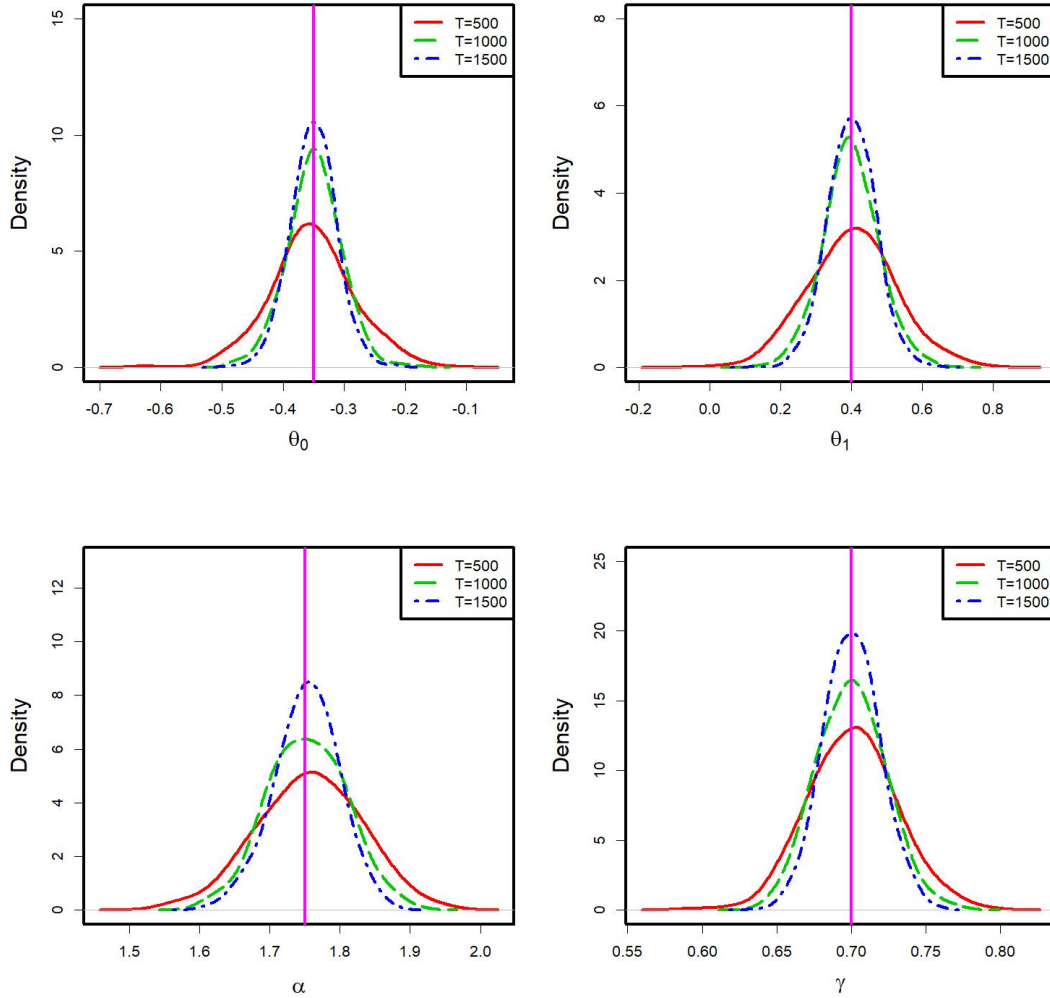 T=500
T=1000
T=1500
Density
15
10
5
0
-0.7 -0.6 -0.5 -0.4 -0.3 -0.2 -0.1
θ0
T=500
T=1000
T=1500
Density
8
6
4
2
0
-0.2 0.0 0.2 0.4 0.6 0.8
θ1
T=500
T=1000
T=1500
Density
12
10
8
6
4
2
0
1.5 1.6 1.7 1.8 1.9 2.0
α
T=500
T=1000
T=1500
Density
25
20
15
10
5
0
0.55 0.60 0.65 0.70 0.75 0.80
γ